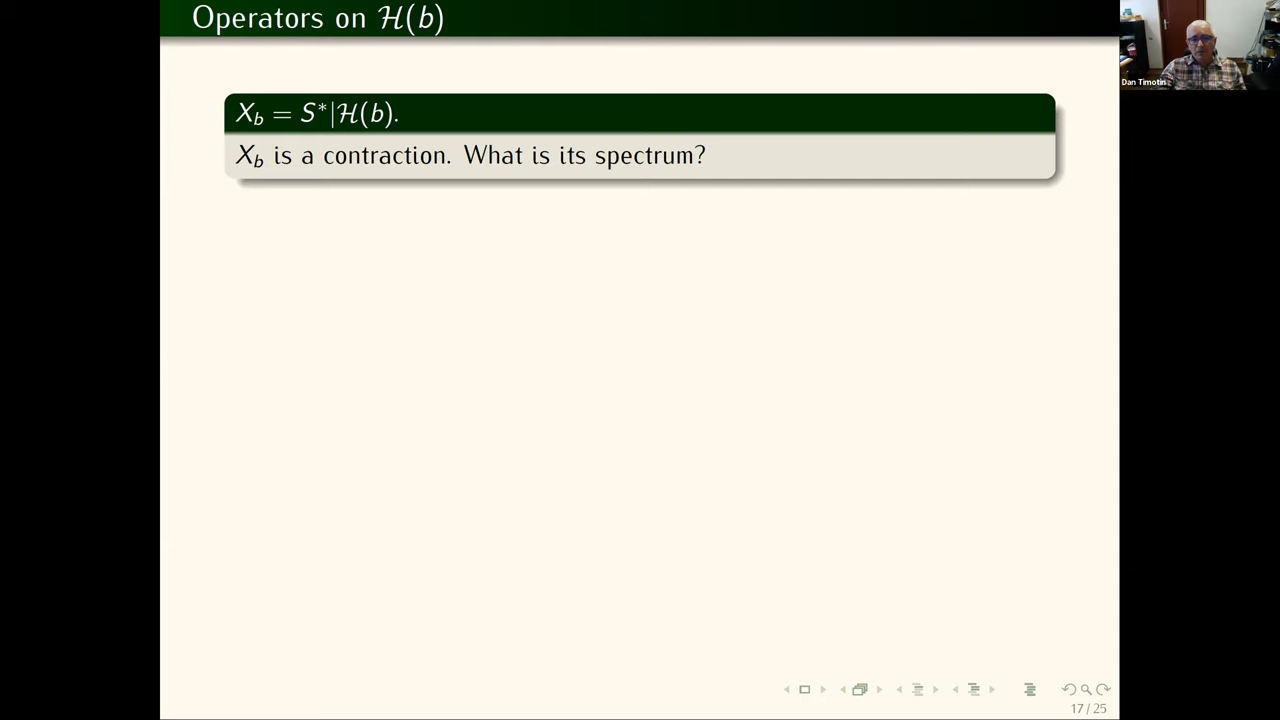 Operators on ℋ(b)
Dan Timotin
X_b = S*|ℋ(b).
X_b is a contraction. What is its spectrum?
17 / 25